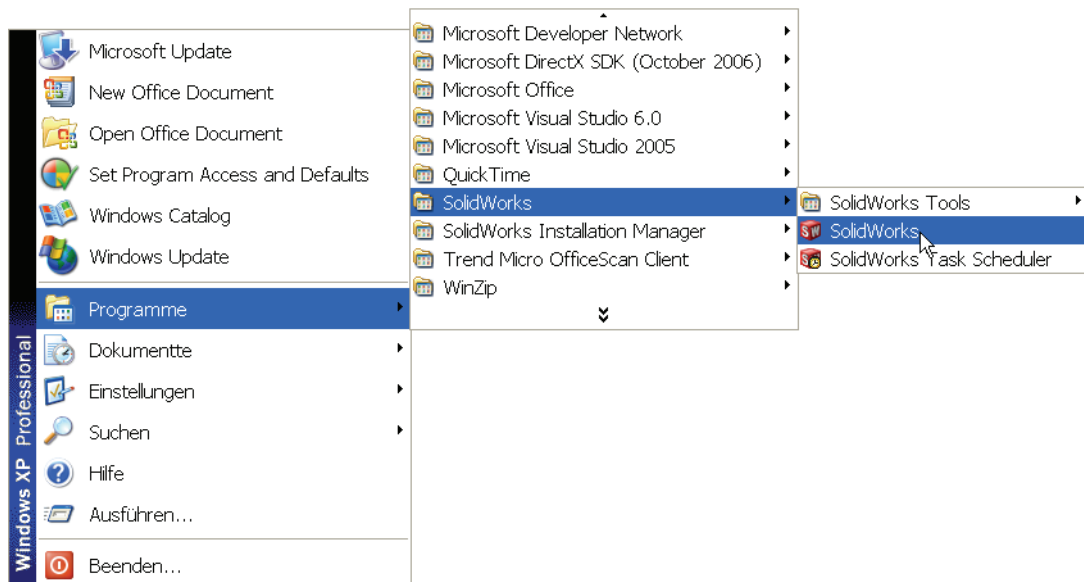 Microsoft Update
New Office Document
Open Office Document
Set Program Access and Defaults
Windows Catalog
Windows Update
Programme
Dokumentte
Einstellungen
Suchen
Hilfe
Ausführen...
Beenden...
Windows XP Professional
Microsoft Developer Network
Microsoft DirectX SDK (October 2006)
Microsoft Office
Microsoft Visual Studio 6.0
Microsoft Visual Studio 2005
QuickTime
SolidWorks
SolidWorks Installation Manager
Trend Micro OfficeScan Client
WinZip
SolidWorks Tools
SolidWorks
SolidWorks Task Scheduler